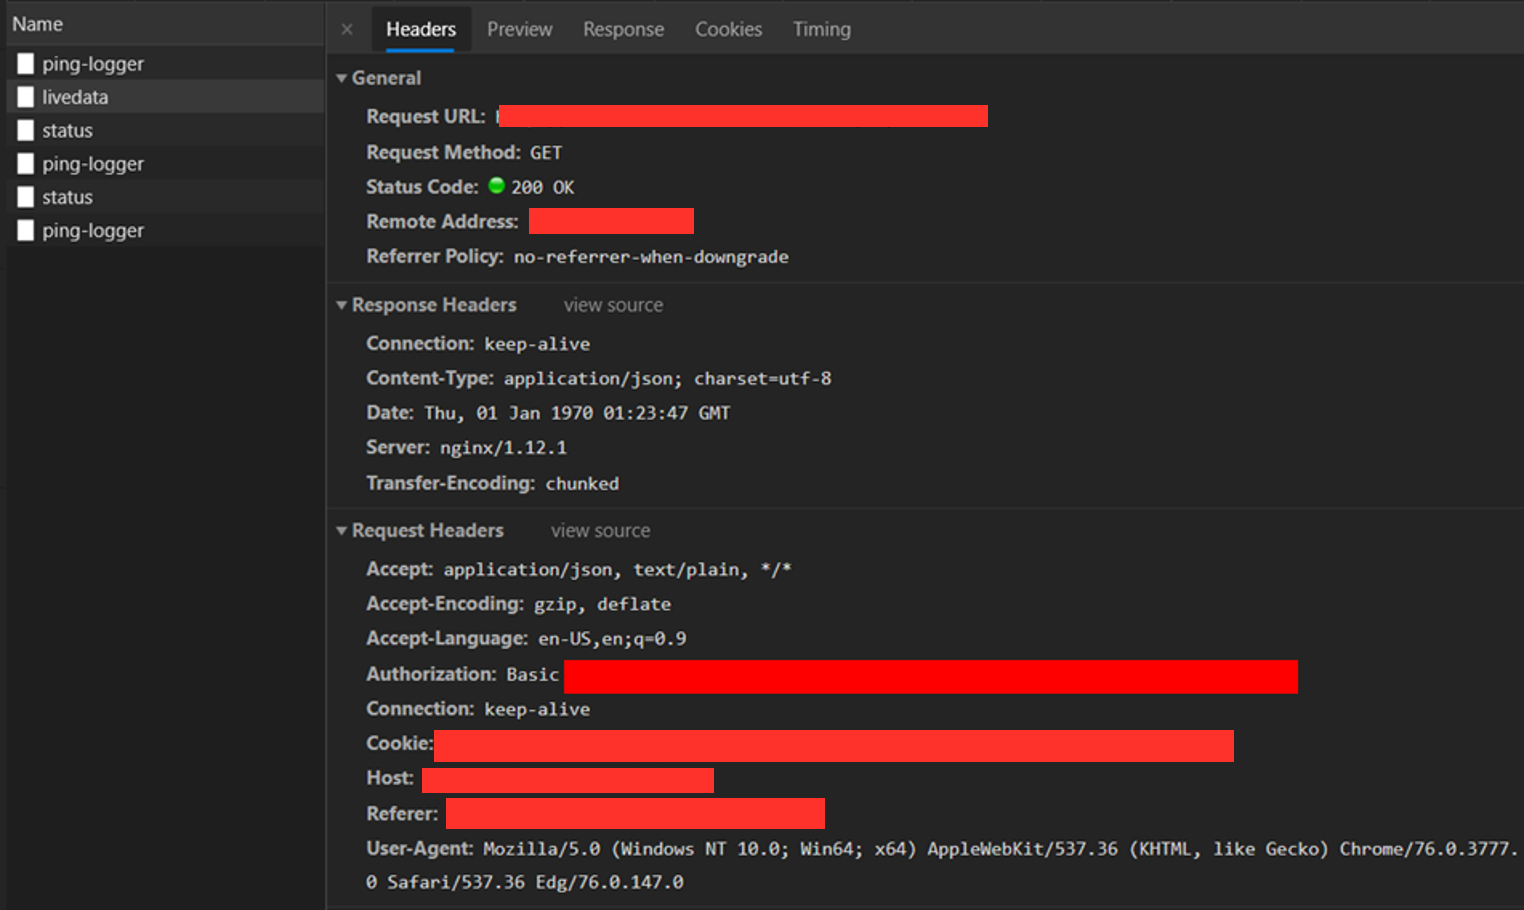 Name
ping-logger
livedata
status
ping-logger
status
ping-logger
× Headers Preview Response Cookies Timing
▼ General
Request URL:
Request Method: GET
Status Code: 200 OK
Remote Address:
Referrer Policy: no-referrer-when-downgrade
▼ Response Headers view source
Connection: keep-alive
Content-Type: application/json; charset=utf-8
Date: Thu, 01 Jan 1970 01:23:47 GMT
Server: nginx/1.12.1
Transfer-Encoding: chunked
▼ Request Headers view source
Accept: application/json, text/plain, */*
Accept-Encoding: gzip, deflate
Accept-Language: en-US,en;q=0.9
Authorization: Basic
Connection: keep-alive
Cookie:
Host:
Referer:
User-Agent: Mozilla/5.0 (Windows NT 10.0; Win64; x64) AppleWebKit/537.36 (KHTML, like Gecko) Chrome/76.0.3777.
0 Safari/537.36 Edg/76.0.147.0